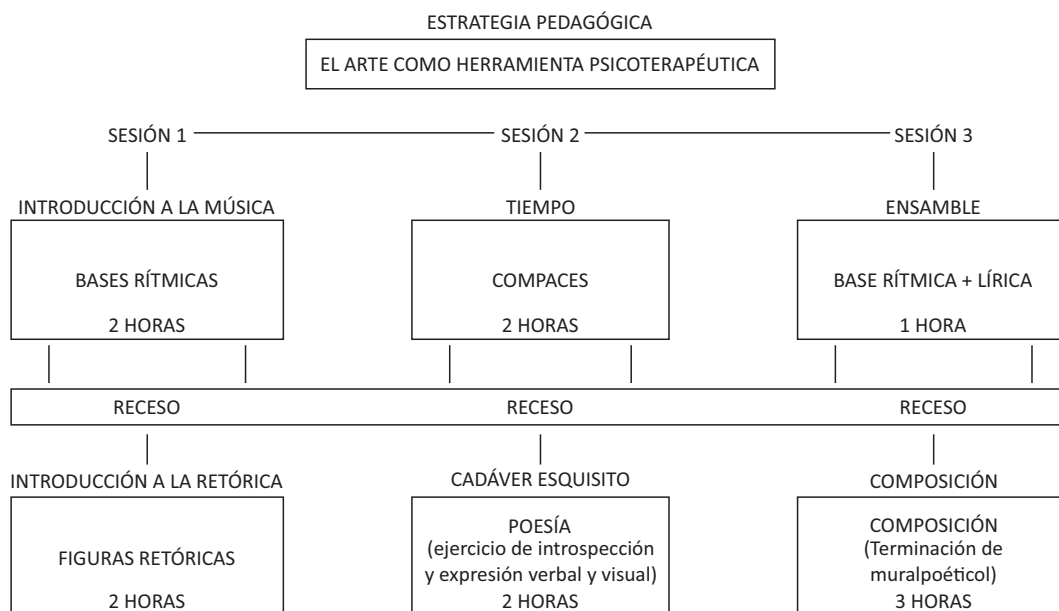 ESTRATEGIA PEDAGÓGICA
EL ARTE COMO HERRAMIENTA PSICOTERAPÉUTICA
SESIÓN 1
SESIÓN 2
SESIÓN 3
INTRODUCCIÓN A LA MÚSICA
TIEMPO
ENSAMBLE
BASES RÍTMICAS
COMPACES
BASE RÍTMICA + LÍRICA
2 HORAS
2 HORAS
1 HORA
RECESO
RECESO
RECESO
INTRODUCCIÓN A LA RETÓRICA
CADÁVER ESQUISITO
COMPOSICIÓN
FIGURAS RETÓRICAS
2 HORAS
POESÍA
(ejercicio de introspección
y expresión verbal y visual)
2 HORAS
COMPOSICIÓN
(Terminación de
muralpoéticol)
3 HORAS